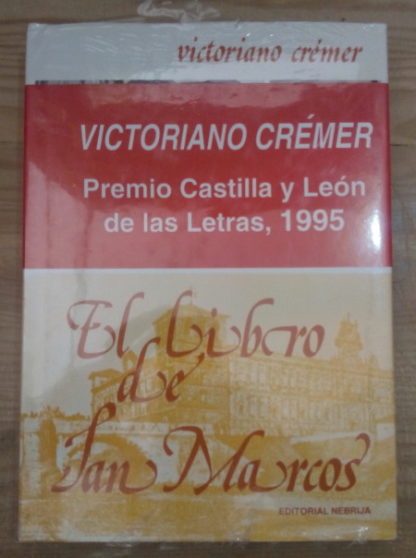 victoriano crémer
VICTORIANO CRÉMER
Premio Castilla y León
de las Letras, 1995
El Libro
de
San Marcos
EDITORIAL NEBRIJA